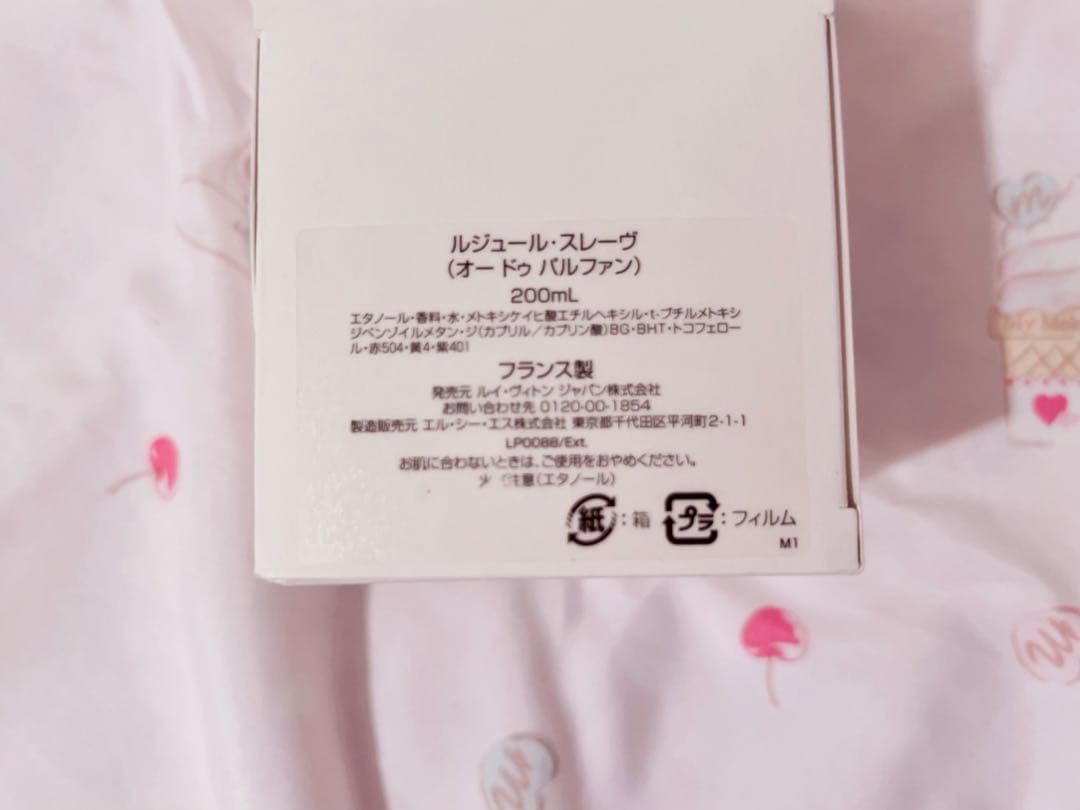 ルジュール・スレーヴ
(オー ドゥ パルファン)
200mL
エタノール・香料・水・メトキシケイヒ酸エチルヘキシル・t-ブチルメトキシ
ジベンゾイルメタン・ジ(カプリル/カプリン酸)BG・BHT・トコフェロー
ル・赤504・黄4・紫401
フランス製
発売元 ルイ・ヴィトン ジャパン株式会社
お問い合わせ先 0120-00-1854
製造販売元 エル・シー・エス株式会社 東京都千代田区平河町2-1-1
LP0088/Ext.
お肌に合わないときは、ご使用をおやめください。
火 注意(エタノール)
紙:箱 プラ:フィルム
M1